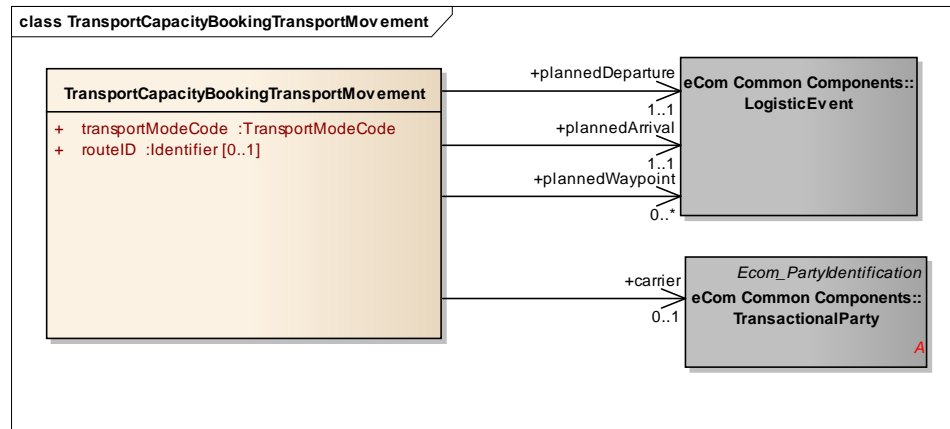 class TransportCapacityBookingTransportMovement
TransportCapacityBookingTransportMovement
+ transportModeCode :TransportModeCode
+ routeID :Identifier [0..1]
+plannedDeparture
1..1
+plannedArrival
1..1
+plannedWaypoint
0..*
eCom Common Components::
LogisticEvent
+carrier
0..1
Ecom_PartyIdentification
eCom Common Components::
TransactionalParty
A